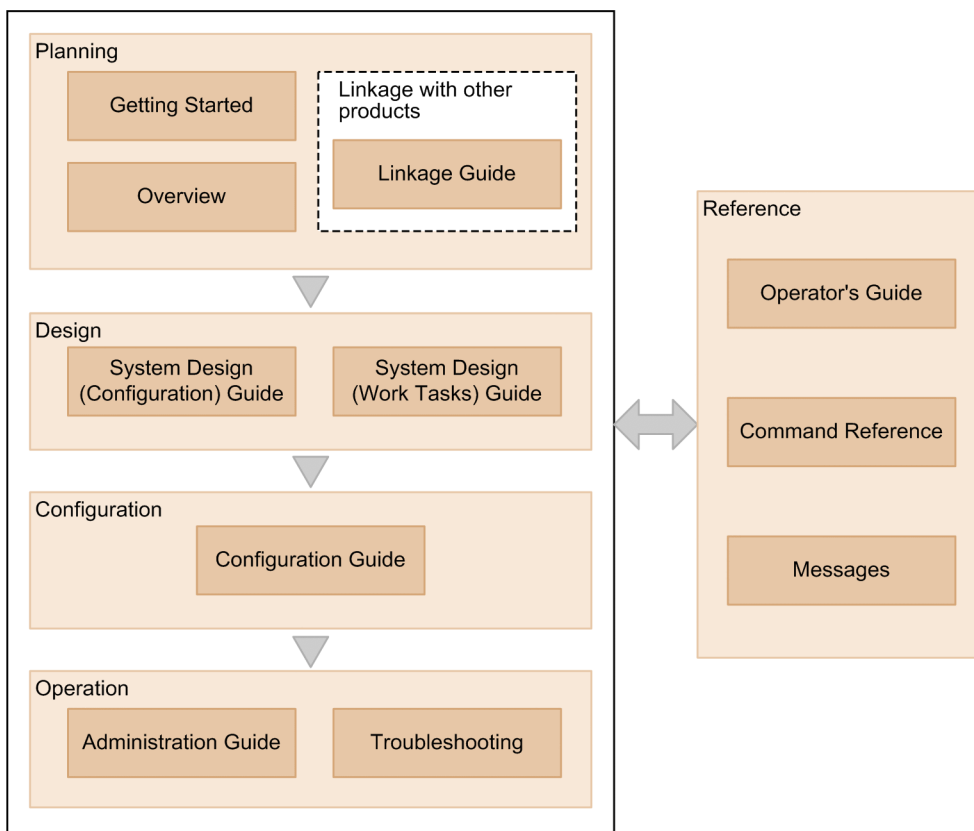 Planning
Getting Started
Overview
Linkage with other
products
Linkage Guide
Design
System Design
(Configuration) Guide
System Design
(Work Tasks) Guide
Configuration
Configuration Guide
Operation
Administration Guide
Troubleshooting
Reference
Operator's Guide
Command Reference
Messages